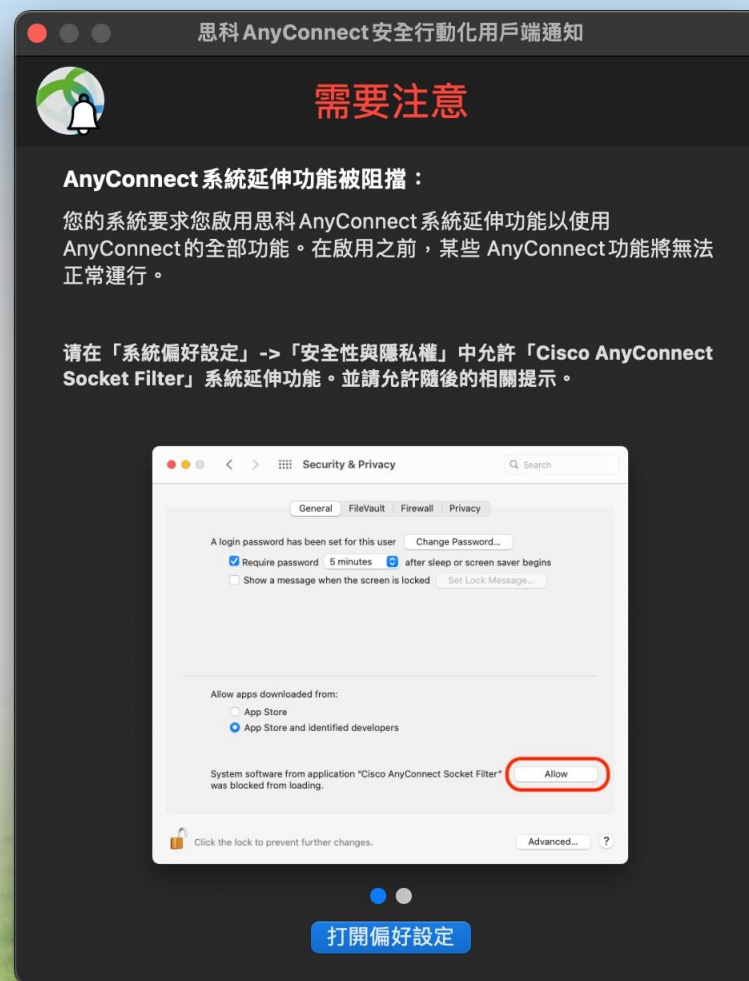 思科AnyConnect安全行動化用戶端通知
需要注意
AnyConnect系統延伸功能被阻擋：
您的系統要求您啟用思科AnyConnect系統延伸功能以使用
AnyConnect的全部功能。在啟用之前，某些 AnyConnect功能將無法
正常運行。
请在「系統偏好設定」->「安全性與隱私權」中允許「Cisco AnyConnect
Socket Filter」系統延伸功能。並請允許隨後的相關提示。
Security & Privacy
Search
General FileVault Firewall Privacy
A login password has been set for this user Change Password...
Require password 5 minutes after sleep or screen saver begins
Show a message when the screen is locked Set Lock Message...
Allow apps downloaded from:
App Store
App Store and identified developers
System software from application "Cisco AnyConnect Socket Filter" Allow
was blocked from loading.
Click the lock to prevent further changes. Advanced... ?
打開偏好設定